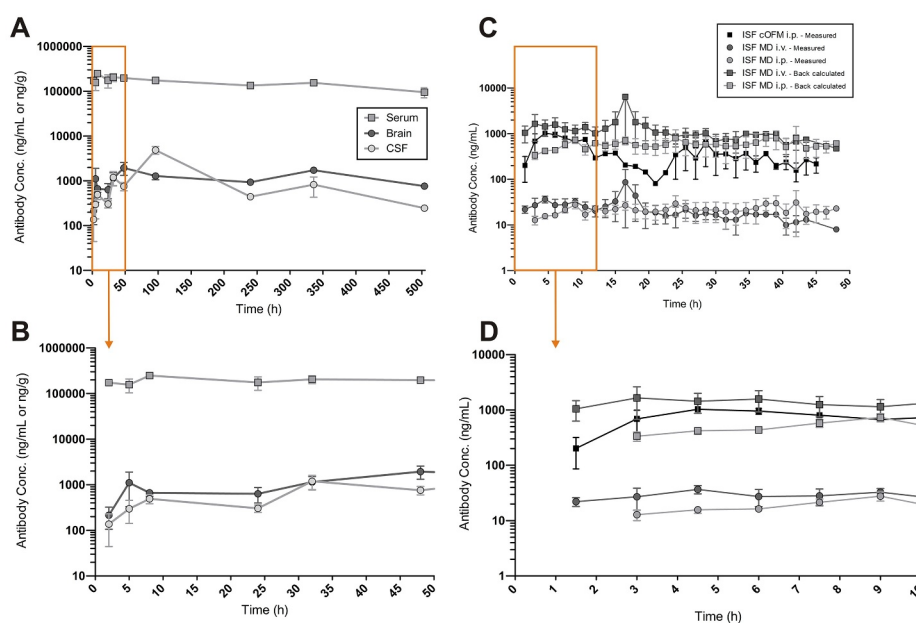 A
Antibody Conc. (ng/mL or ng/g)
1000000
100000
10000
1000
100
10
0 50 100 150 200 250 300 350 400 450 500
Time (h)
Serum
Brain
CSF
C
ISF cOFM i.p. - Measured
ISF MD i.v. - Measured
ISF MD i.p. - Measured
ISF MD i.v. - Back calculated
ISF MD i.p. - Back calculated
Antibody Conc. (ng/mL)
10000
1000
100
10
1
0 5 10 15 20 25 30 35 40 45 50
Time (h)
B
Antibody Conc. (ng/mL or ng/g)
1000000
100000
10000
1000
100
10
0 5 10 15 20 25 30 35 40 45 50
Time (h)
D
Antibody Conc. (ng/mL)
10000
1000
100
10
1
0 1 2 3 4 5 6 7 8 9 10
Time (h)